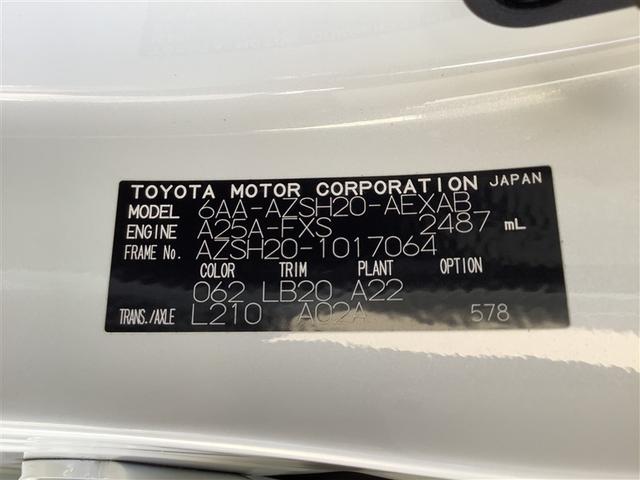 TOYOTA MOTOR CORPORATION JAPAN
MODEL 6AA-AZSH20-AEXAB
ENGINE A25A-FXS 2487 mL
FRAME No. AZSH20-1017064
COLOR TRIM PLANT OPTION
062 LB20 A22
TRANS./AXLE L210 A02A 578